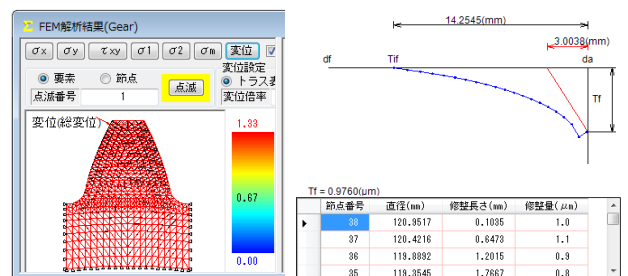 Σ FEM解析結果(Gear)
σx σy τxy σ1 σ2 σm 変位
変位設定
要素 節点 点滅 トラス表
点滅番号 1 変位倍率
変位(総変位)
1.33
0.67
0.00
14.2545(mm)
3.0038(mm)
df Tif da
Tf
Tf = 0.9760(um)
節点番号 直径(mm) 修整長さ(mm) 修整量(μm)
38 120.9517 0.1035 1.0
37 120.4216 0.6473 1.1
36 119.8892 1.2015 0.9
35 119.3545 1.7667 0.8